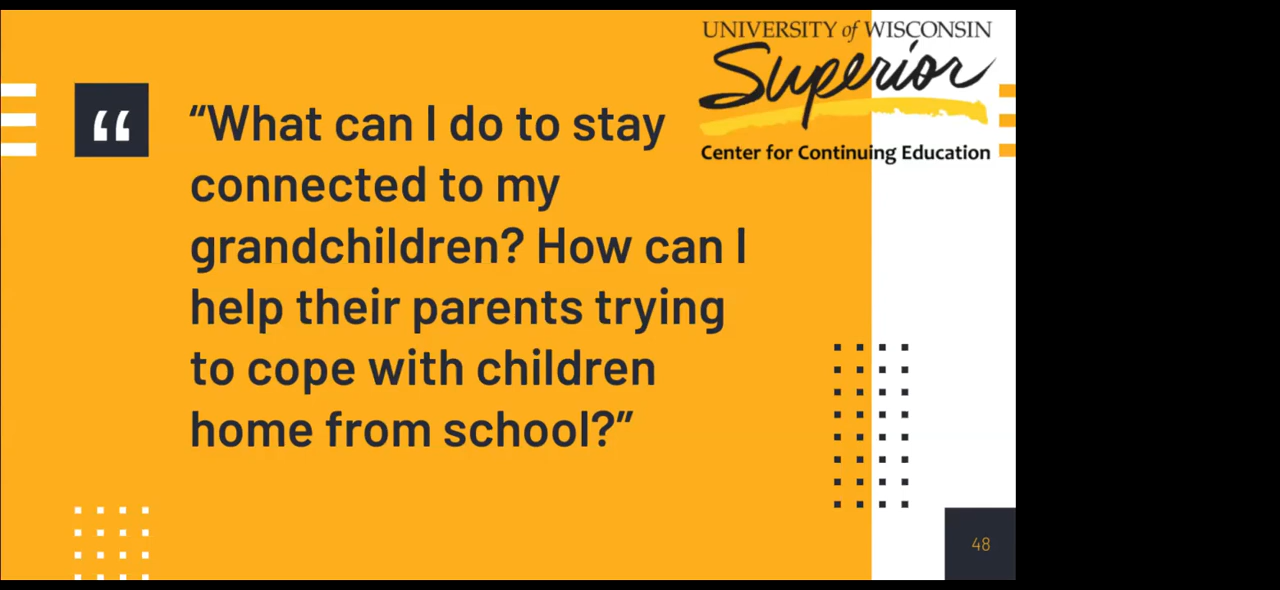 UNIVERSITY of WISCONSIN
Superior
Center for Continuing Education
“
“What can I do to stay
connected to my
grandchildren? How can I
help their parents trying
to cope with children
home from school?”
48